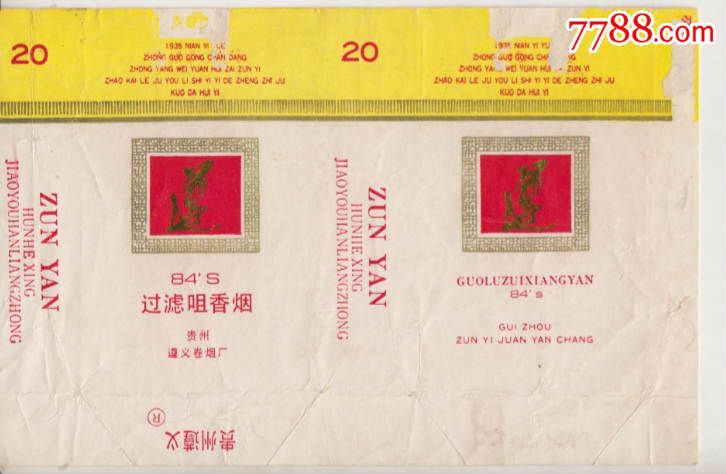 7788.com
20
1935 NIAN YI YUE
ZHONG GUO GONG CHAN DANG
ZHONG YANG WEI YUAN HUI ZAI ZUN YI
ZHAO KAI LE JU YOU LI SHI YI YI DE ZHENG ZHI JU
KUO DA HUI YI
20
1935 NIAN YI YU
ZHONG GUO GONG CHAN DANG
ZHONG YANG WEI YUAN HUI ZAI ZUN YI
ZHAO KAI LE JU YOU LI SHI YI YI DE ZHENG ZHI JU
KUO DA HUI YI
ZUN YAN
HUNHE XING
JIAOYOUHANLIANGZHONG
84'S
过滤咀香烟
贵州
遵义卷烟厂
贵州遵义
®
ZUN YAN
HUNHE XING
JIAOYOUHANLIANGZHONG
GUOLUZUIXIANGYAN
84's
GUI ZHOU
ZUN YI JUAN YAN CHANG